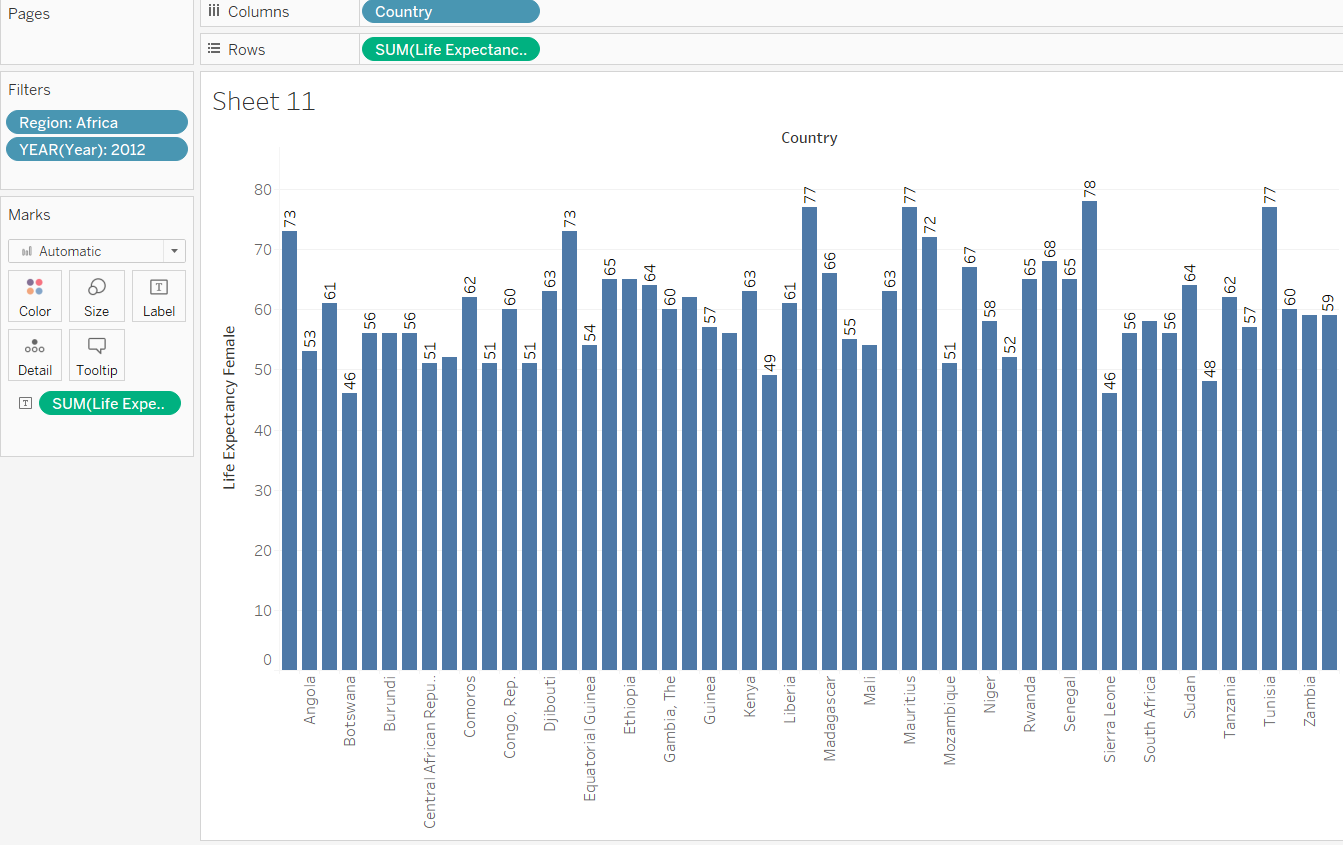 Pages
Columns
Country
Rows
SUM(Life Expectanc..
Filters
Region: Africa
YEAR(Year): 2012
Marks
Automatic
Color
Size
Label
Detail
Tooltip
SUM(Life Expe..
Sheet 11
Country
Life Expectancy Female
80
70
60
50
40
30
20
10
0
73
53
61
46
56
56
51
62
51
60
51
63
73
54
65
64
60
57
63
49
61
77
66
55
63
77
72
51
67
58
52
65
68
65
78
46
56
56
64
48
62
57
77
60
59
Angola
Botswana
Burundi
Central African Repu..
Comoros
Congo, Rep.
Djibouti
Equatorial Guinea
Ethiopia
Gambia, The
Guinea
Kenya
Liberia
Madagascar
Mali
Mauritius
Mozambique
Niger
Rwanda
Senegal
Sierra Leone
South Africa
Sudan
Tanzania
Tunisia
Zambia